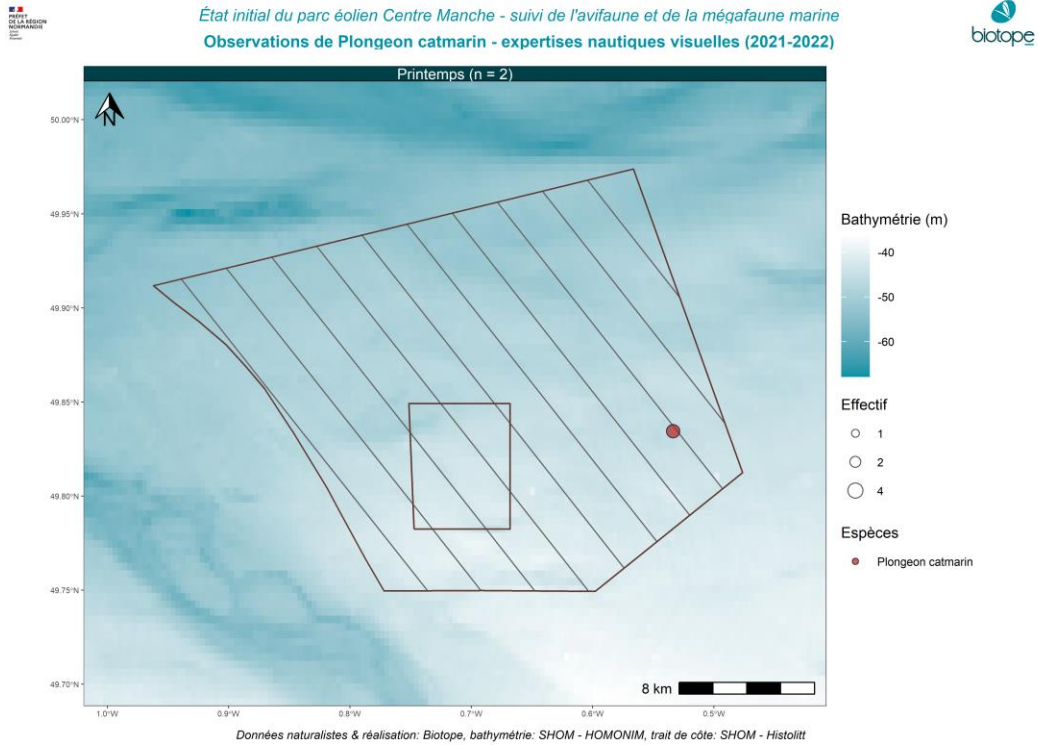 État initial du parc éolien Centre Manche - suivi de l'avifaune et de la mégafaune marine
PRÉFET
DE LA RÉGION
NORMANDIE
Observations de Plongeon catmarin - expertises nautiques visuelles (2021-2022)
biotope
Printemps (n = 2)
N
50.00°N
49.95°N
49.90°N
49.85°N
49.80°N
49.75°N
49.70°N
1.0°W
0.9°W
0.8°W
0.7°W
0.6°W
0.5°W
8 km
Bathymétrie (m)
-40
-50
-60
Effectif
1
2
4
Espèces
Plongeon catmarin
Données naturalistes & réalisation: Biotope, bathymétrie: SHOM - HOMONIM, trait de côte: SHOM - Histolitt